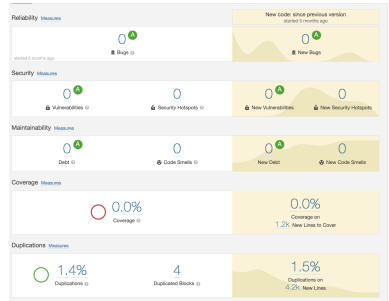 Reliability Measures
New code: since previous version
started 5 months ago
0 A
Bugs
started 5 months ago
0 A
New Bugs
Security Measures
0 A
Vulnerabilities
0
Security Hotspots
0 A
New Vulnerabilities
0
New Security Hotspots
Maintainability Measures
0 A
Debt
0
Code Smells
0 A
New Debt
0
New Code Smells
Coverage Measures
0.0%
Coverage
0.0%
Coverage on
1.2k New Lines to Cover
Duplications Measures
1.4%
Duplications
4
Duplicated Blocks
1.5%
Duplications on
4.2k New Lines